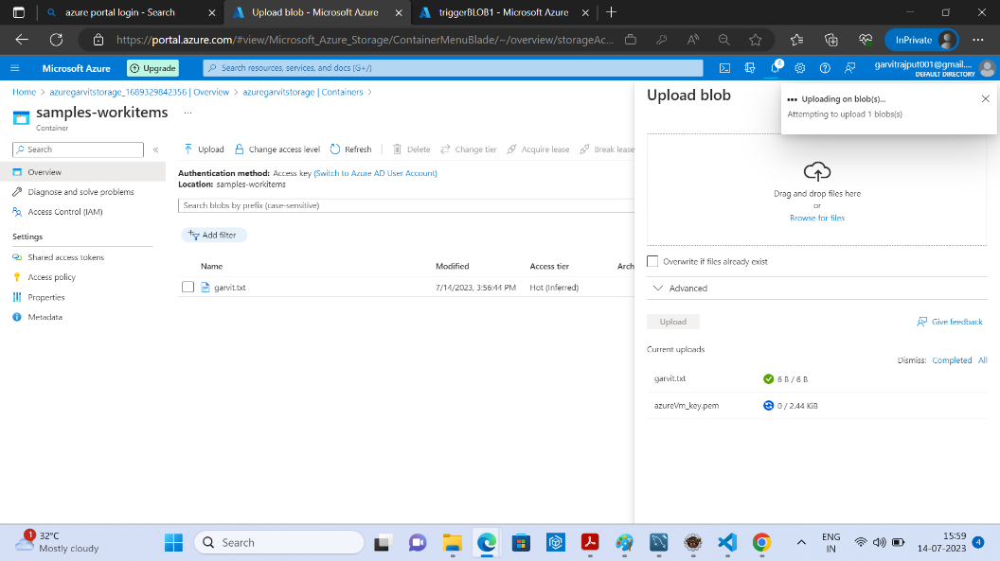 azure portal login - Search
Upload blob - Microsoft Azure
triggerBLOB1 - Microsoft Azure
https://portal.azure.com/#view/Microsoft_Azure_Storage/ContainerMenuBlade/~/overview/storageAc...
InPrivate
Microsoft Azure
Upgrade
Search resources, services, and docs (G+/)
garvitrajput001@gmail....
DEFAULT DIRECTORY
Home > azuregarvitstorage_1689329842356 | Overview > azuregarvitstorage | Containers >
samples-workitems ...
Container
Search
«
Overview
Diagnose and solve problems
Access Control (IAM)
Settings
Shared access tokens
Access policy
Properties
Metadata
Upload
Change access level
Refresh
Delete
Change tier
Acquire lease
Break lease
Authentication method: Access key (Switch to Azure AD User Account)
Location: samples-workitems
Search blobs by prefix (case-sensitive)
Add filter
Name Modified Access tier Arch
garvit.txt 7/14/2023, 3:56:44 PM Hot (Inferred)
Upload blob
Uploading on blob(s)...
Attempting to upload 1 blobs(s)
Drag and drop files here
or
Browse for files
Overwrite if files already exist
Advanced
Upload
Give feedback
Current uploads
Dismiss: Completed All
garvit.txt 6 B / 6 B
azureVm_key.pem 0 / 2.44 KiB
1
32°C
Mostly cloudy
Search
ENG
IN
15:59
14-07-2023
4